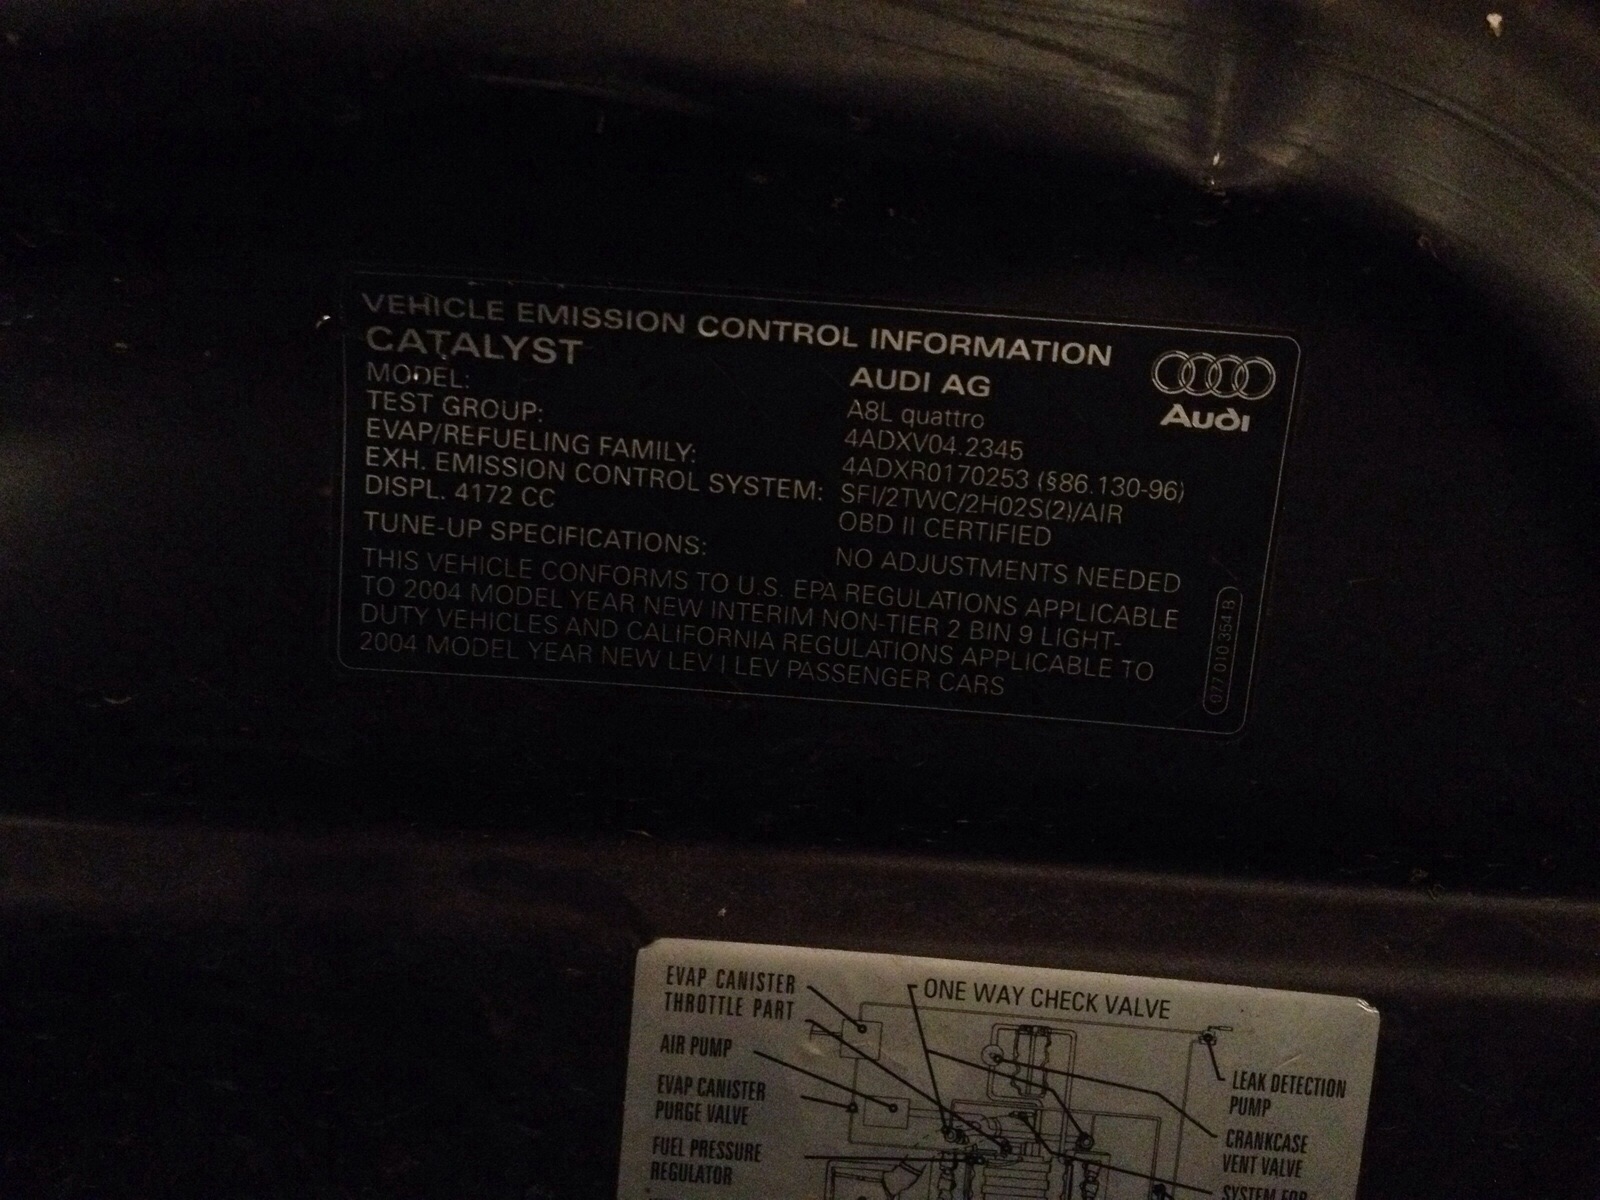 VEHICLE EMISSION CONTROL INFORMATION
CATALYST
AUDI AG
Audi
MODEL: A8L quattro
TEST GROUP: 4ADXV04.2345
EVAP/REFUELING FAMILY: 4ADXR0170253 (§86.130-96)
EXH. EMISSION CONTROL SYSTEM: SFI/2TWC/2H02S(2)/AIR
DISPL. 4172 CC OBD II CERTIFIED
TUNE-UP SPECIFICATIONS: NO ADJUSTMENTS NEEDED
THIS VEHICLE CONFORMS TO U.S. EPA REGULATIONS APPLICABLE
TO 2004 MODEL YEAR NEW INTERIM NON-TIER 2 BIN 9 LIGHT-
DUTY VEHICLES AND CALIFORNIA REGULATIONS APPLICABLE TO
2004 MODEL YEAR NEW LEV I LEV PASSENGER CARS
077 010 354 B
EVAP CANISTER
THROTTLE PART
AIR PUMP
EVAP CANISTER
PURGE VALVE
FUEL PRESSURE
REGULATOR
ONE WAY CHECK VALVE
LEAK DETECTION
PUMP
CRANKCASE
VENT VALVE
SYSTEM FOR